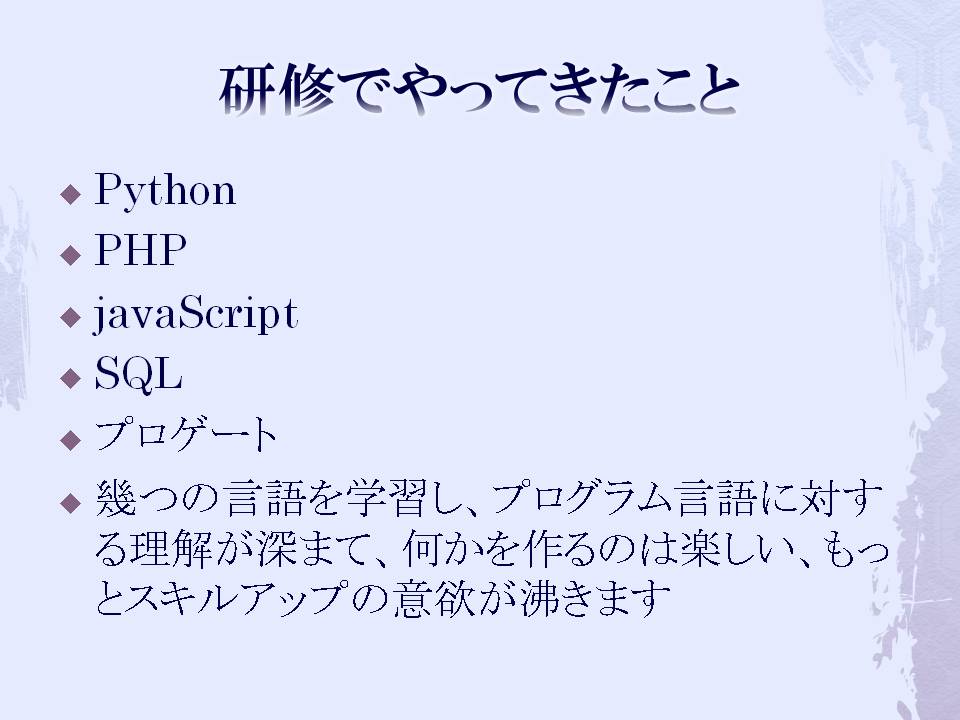 研修でやってきたこと
Python
PHP
javaScript
SQL
プロゲート
幾つの言語を学習し、プログラム言語に対す
る理解が深まて、何かを作るのは楽しい、もっ
とスキルアップの意欲が沸きます